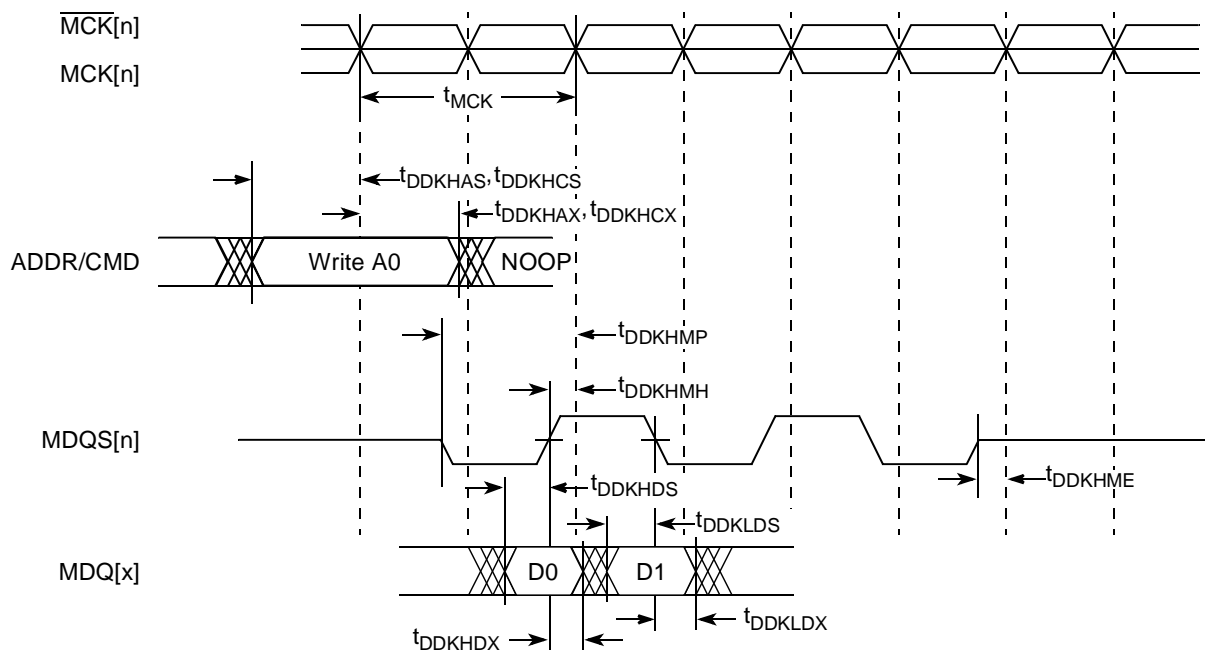 MCK[n]
MCK[n]
tMCK
tDDKHAS,tDDKHCS
tDDKHAX,tDDKHCX
ADDR/CMD Write A0 NOOP
tDDKHMP
tDDKHMH
MDQS[n]
tDDKHME
tDDKHDS
tDDKLDS
MDQ[x] D0 D1
tDDKLDX
tDDKHDX